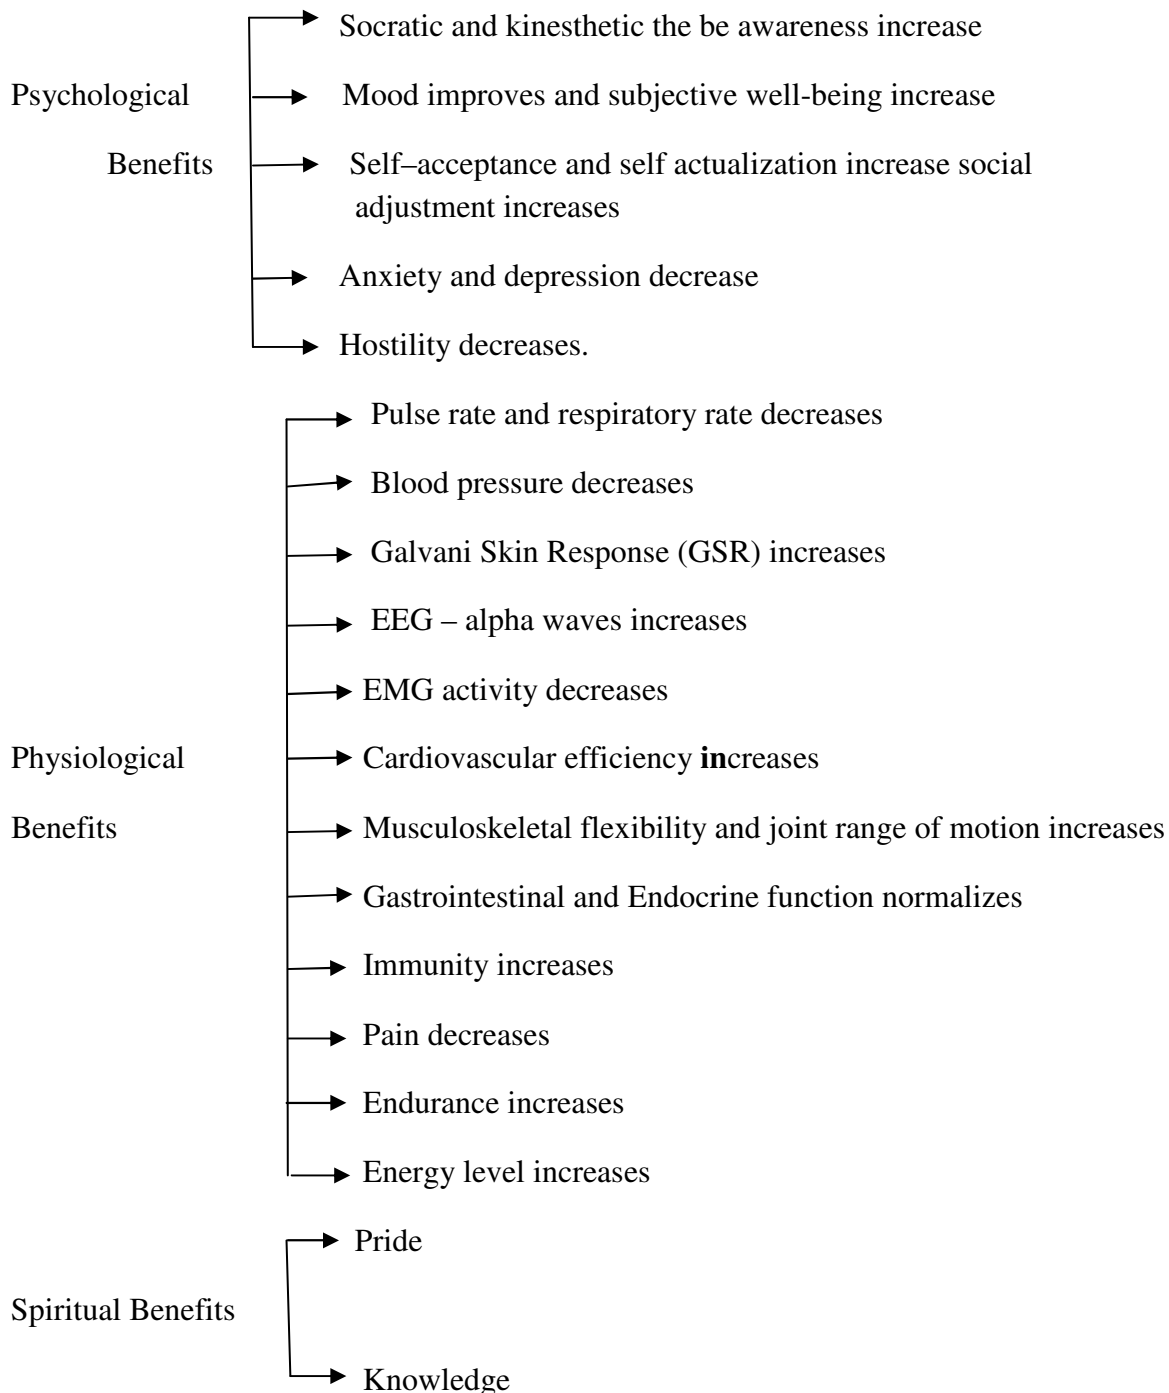 Socratic and kinesthetic the be awareness increase
Psychological
Mood improves and subjective well-being increase
Benefits
Self–acceptance and self actualization increase social
adjustment increases
Anxiety and depression decrease
Hostility decreases.
Pulse rate and respiratory rate decreases
Blood pressure decreases
Galvani Skin Response (GSR) increases
EEG – alpha waves increases
EMG activity decreases
Physiological
Cardiovascular efficiency increases
Benefits
Musculoskeletal flexibility and joint range of motion increases
Gastrointestinal and Endocrine function normalizes
Immunity increases
Pain decreases
Endurance increases
Energy level increases
Pride
Spiritual Benefits
Knowledge